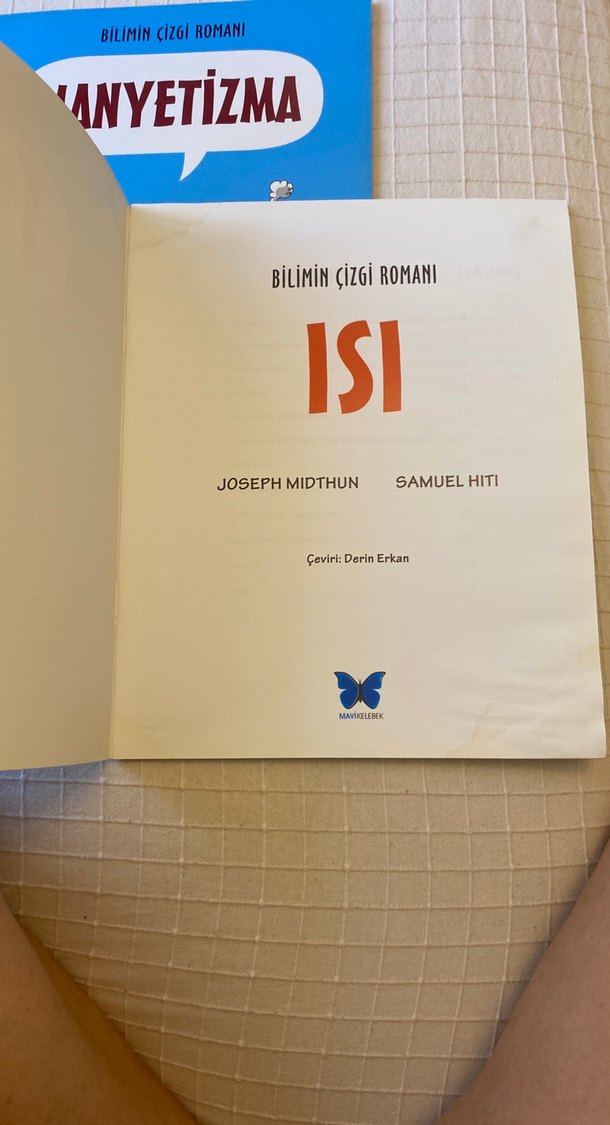 BİLİMİN ÇİZGİ ROMANI
MANYETİZMA
BİLİMİN ÇİZGİ ROMANI
ISI
JOSEPH MIDTHUN SAMUEL HITI
Çeviri: Derin Erkan
MAVİKELEBEK